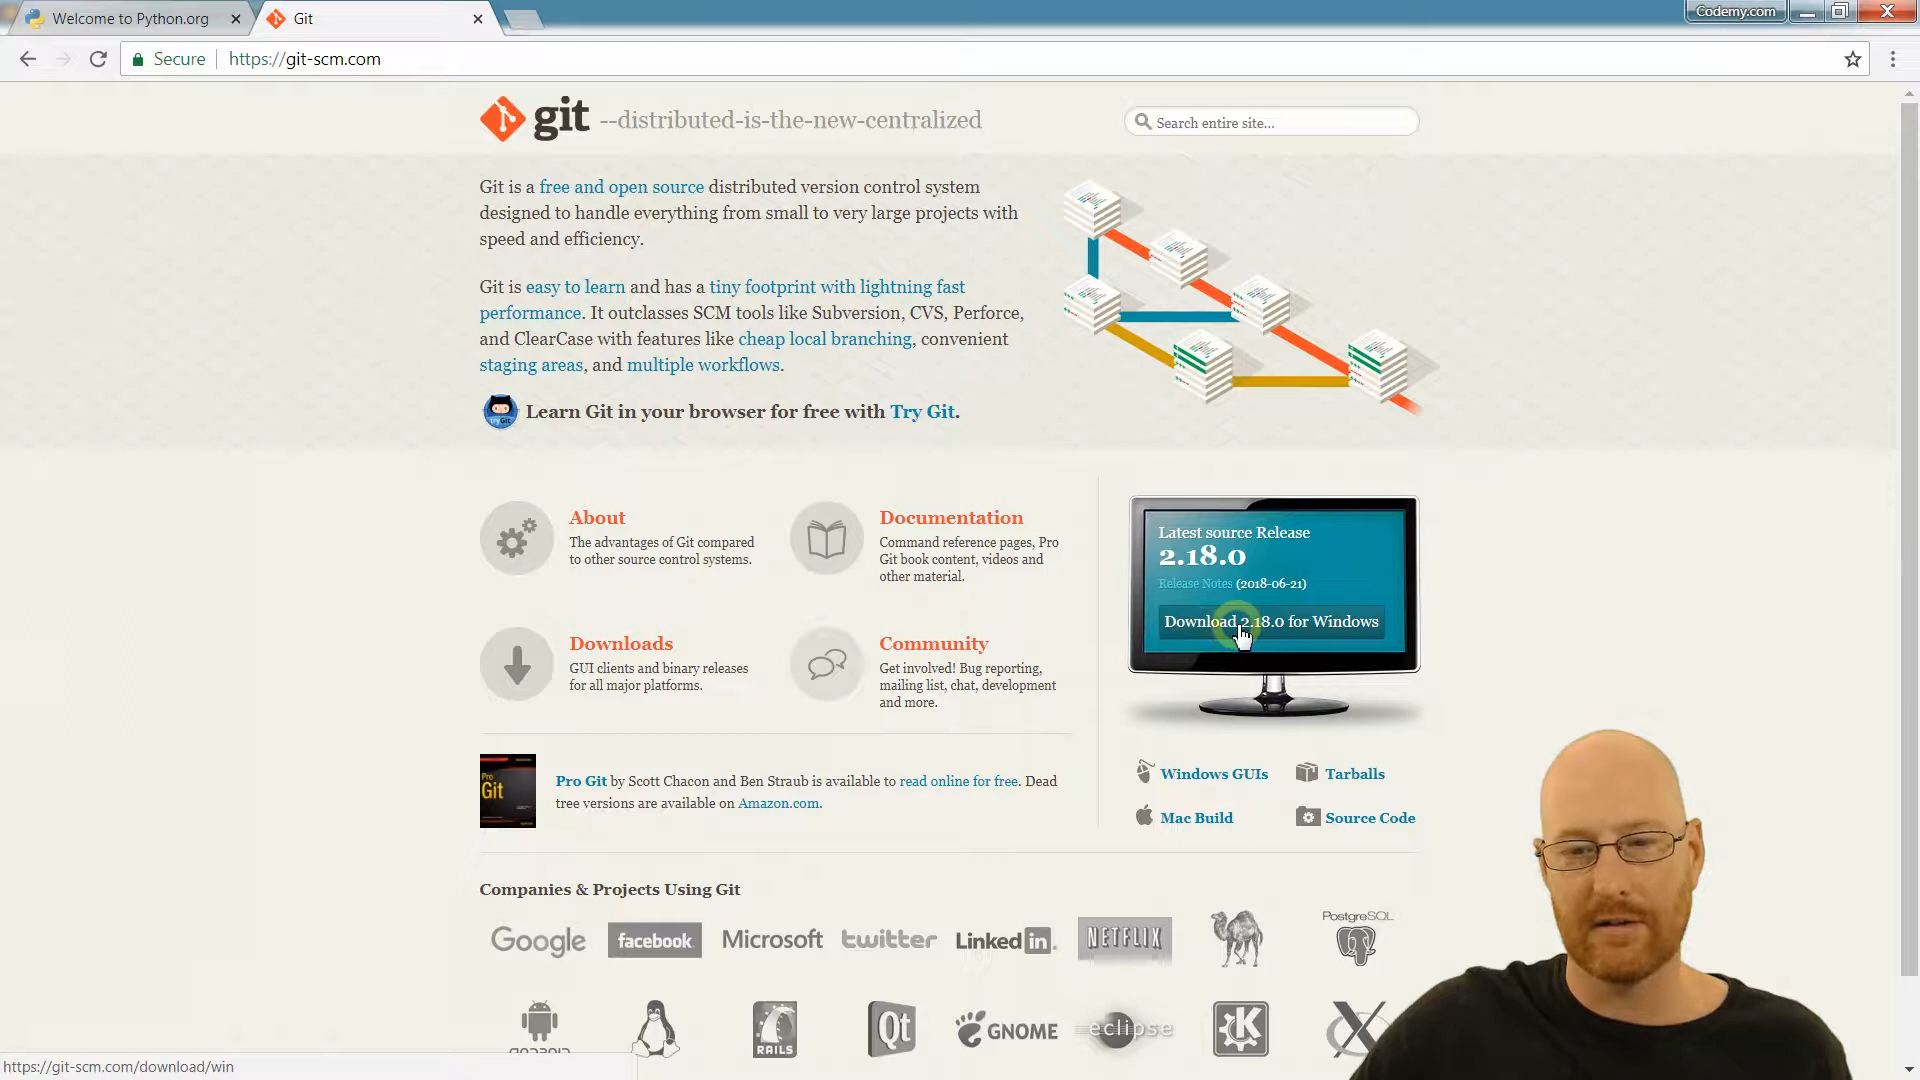 Welcome to Python.org
Git
Codemy.com
Secure
https://git-scm.com
git --distributed-is-the-new-centralized
Search entire site...
Git is a free and open source distributed version control system
designed to handle everything from small to very large projects with
speed and efficiency.
Git is easy to learn and has a tiny footprint with lightning fast
performance. It outclasses SCM tools like Subversion, CVS, Perforce,
and ClearCase with features like cheap local branching, convenient
staging areas, and multiple workflows.
Learn Git in your browser for free with Try Git.
About
The advantages of Git compared
to other source control systems.
Documentation
Command reference pages, Pro
Git book content, videos and
other material.
Downloads
GUI clients and binary releases
for all major platforms.
Community
Get involved! Bug reporting,
mailing list, chat, development
and more.
Latest source Release
2.18.0
Release Notes (2018-06-21)
Download 2.18.0 for Windows
Windows GUIs
Tarballs
Mac Build
Source Code
Pro
Git
Pro Git by Scott Chacon and Ben Straub is available to read online for free. Dead
tree versions are available on Amazon.com.
Companies & Projects Using Git
Google
facebook
Microsoft
twitter
Linked in
NETFLIX
PostgreSQL
ANDROID
RAILS
Qt
GNOME
eclipse
K
X
https://git-scm.com/download/win